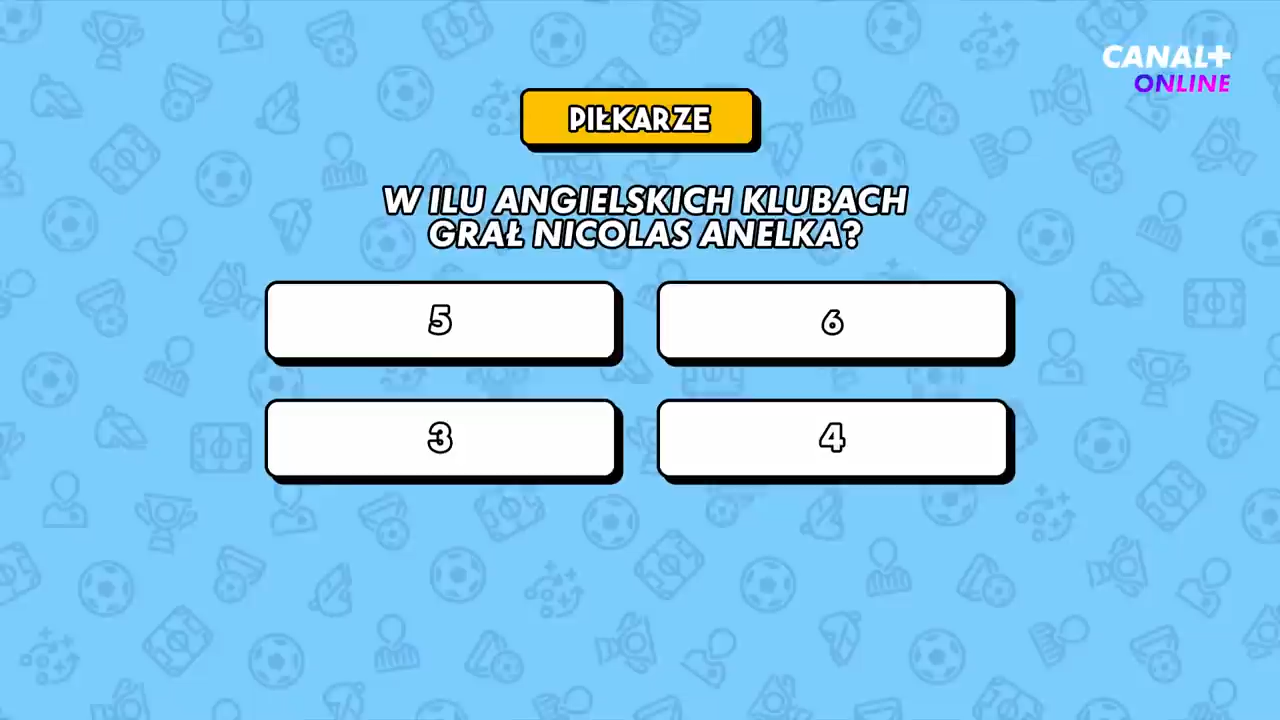 CANAL+
ONLINE
PIŁKARZE
W ILU ANGIELSKICH KLUBACH
GRAŁ NICOLAS ANELKA?
5
6
3
4